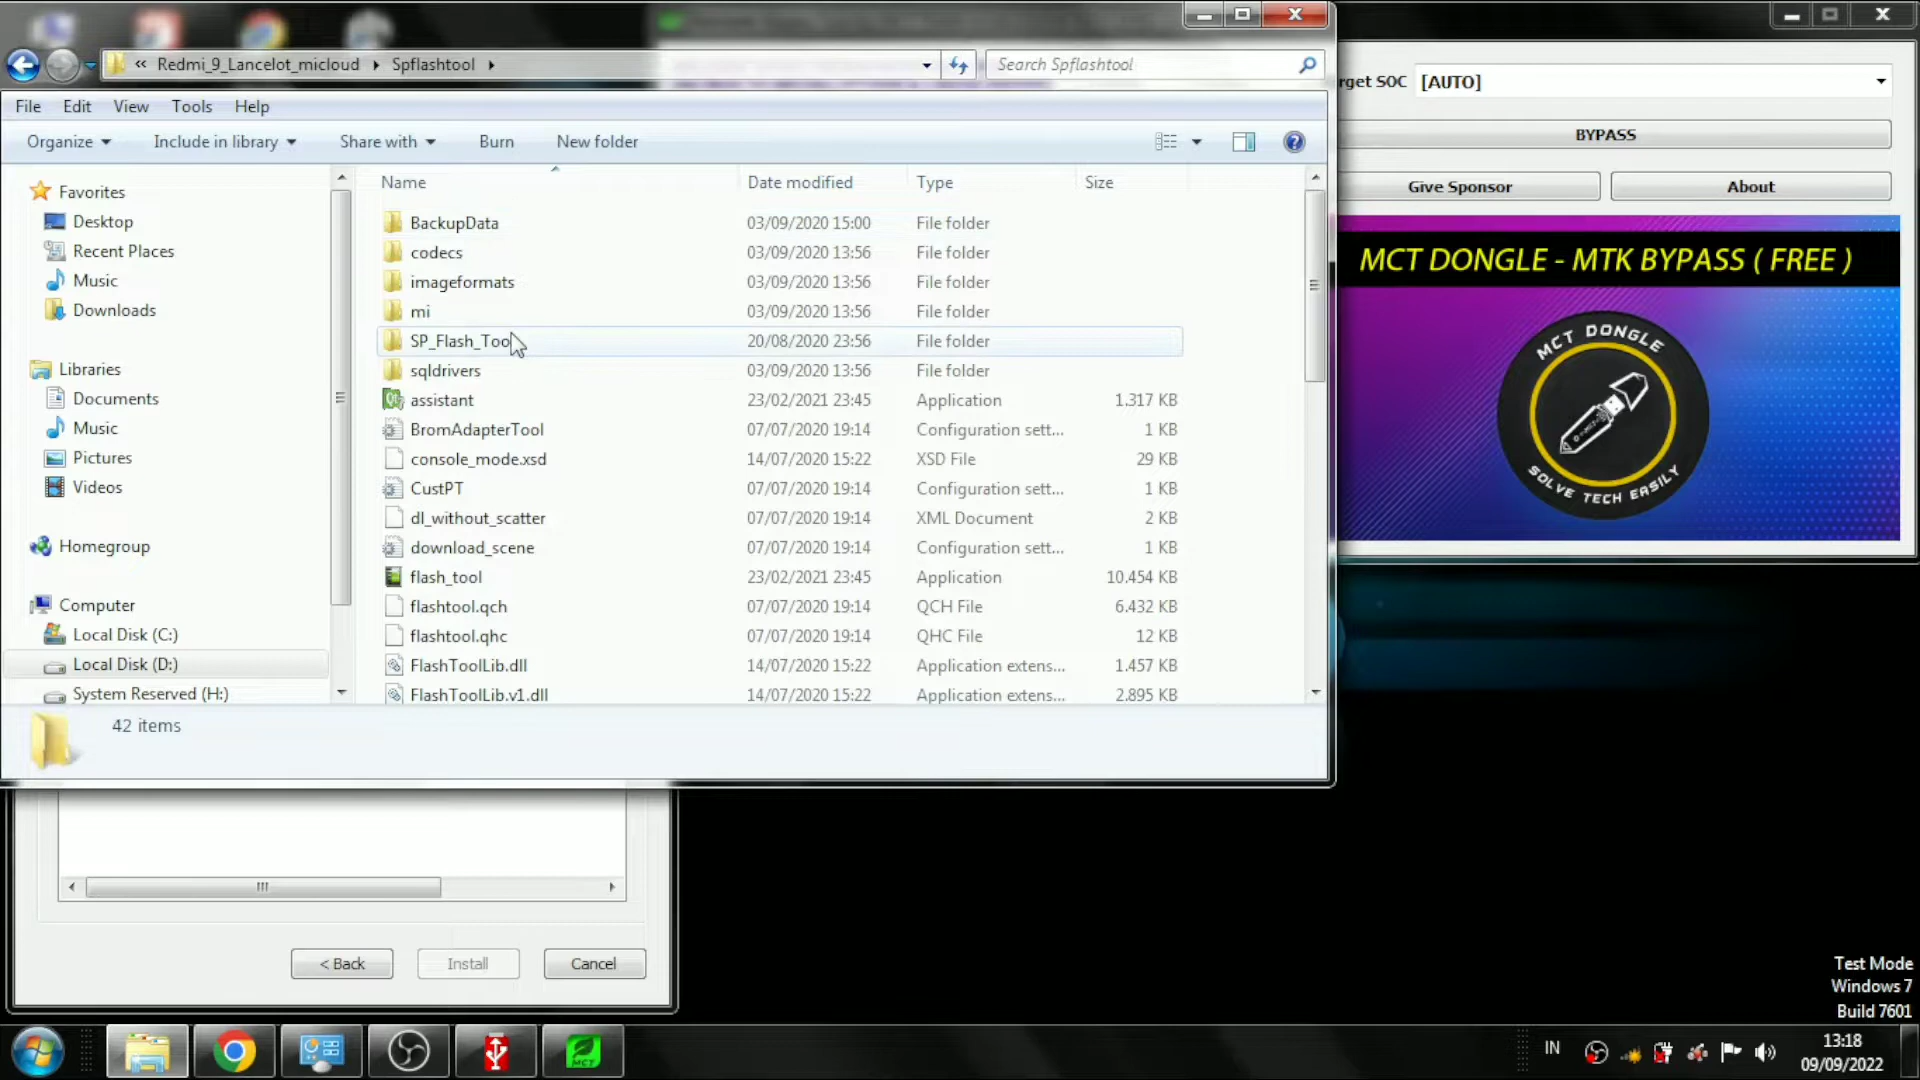 « Redmi_9_Lancelot_micloud Spflashtool
Search Spflashtool
File Edit View Tools Help
Organize Include in library Share with Burn New folder
Favorites
Desktop
Recent Places
Music
Downloads
Libraries
Documents
Music
Pictures
Videos
Homegroup
Computer
Local Disk (C:)
Local Disk (D:)
System Reserved (H:)
Name Date modified Type Size
BackupData 03/09/2020 15:00 File folder
codecs 03/09/2020 13:56 File folder
imageformats 03/09/2020 13:56 File folder
mi 03/09/2020 13:56 File folder
SP_Flash_Tool 20/08/2020 23:56 File folder
sqldrivers 03/09/2020 13:56 File folder
assistant 23/02/2021 23:45 Application 1.317 KB
BromAdapterTool 07/07/2020 19:14 Configuration sett... 1 KB
console_mode.xsd 14/07/2020 15:22 XSD File 29 KB
CustPT 07/07/2020 19:14 Configuration sett... 1 KB
dl_without_scatter 07/07/2020 19:14 XML Document 2 KB
download_scene 07/07/2020 19:14 Configuration sett... 1 KB
flash_tool 23/02/2021 23:45 Application 10.454 KB
flashtool.qch 07/07/2020 19:14 QCH File 6.432 KB
flashtool.qhc 07/07/2020 19:14 QHC File 12 KB
FlashToolLib.dll 14/07/2020 15:22 Application extens... 1.457 KB
FlashToolLib.v1.dll 14/07/2020 15:22 Application extens... 2.895 KB
42 items
< Back Install Cancel
rget SOC [AUTO]
BYPASS
Give Sponsor About
MCT DONGLE - MTK BYPASS ( FREE )
MCT DONGLE
SOLVE TECH EASILY
Test Mode
Windows 7
Build 7601
MCT
IN
13:18
09/09/2022